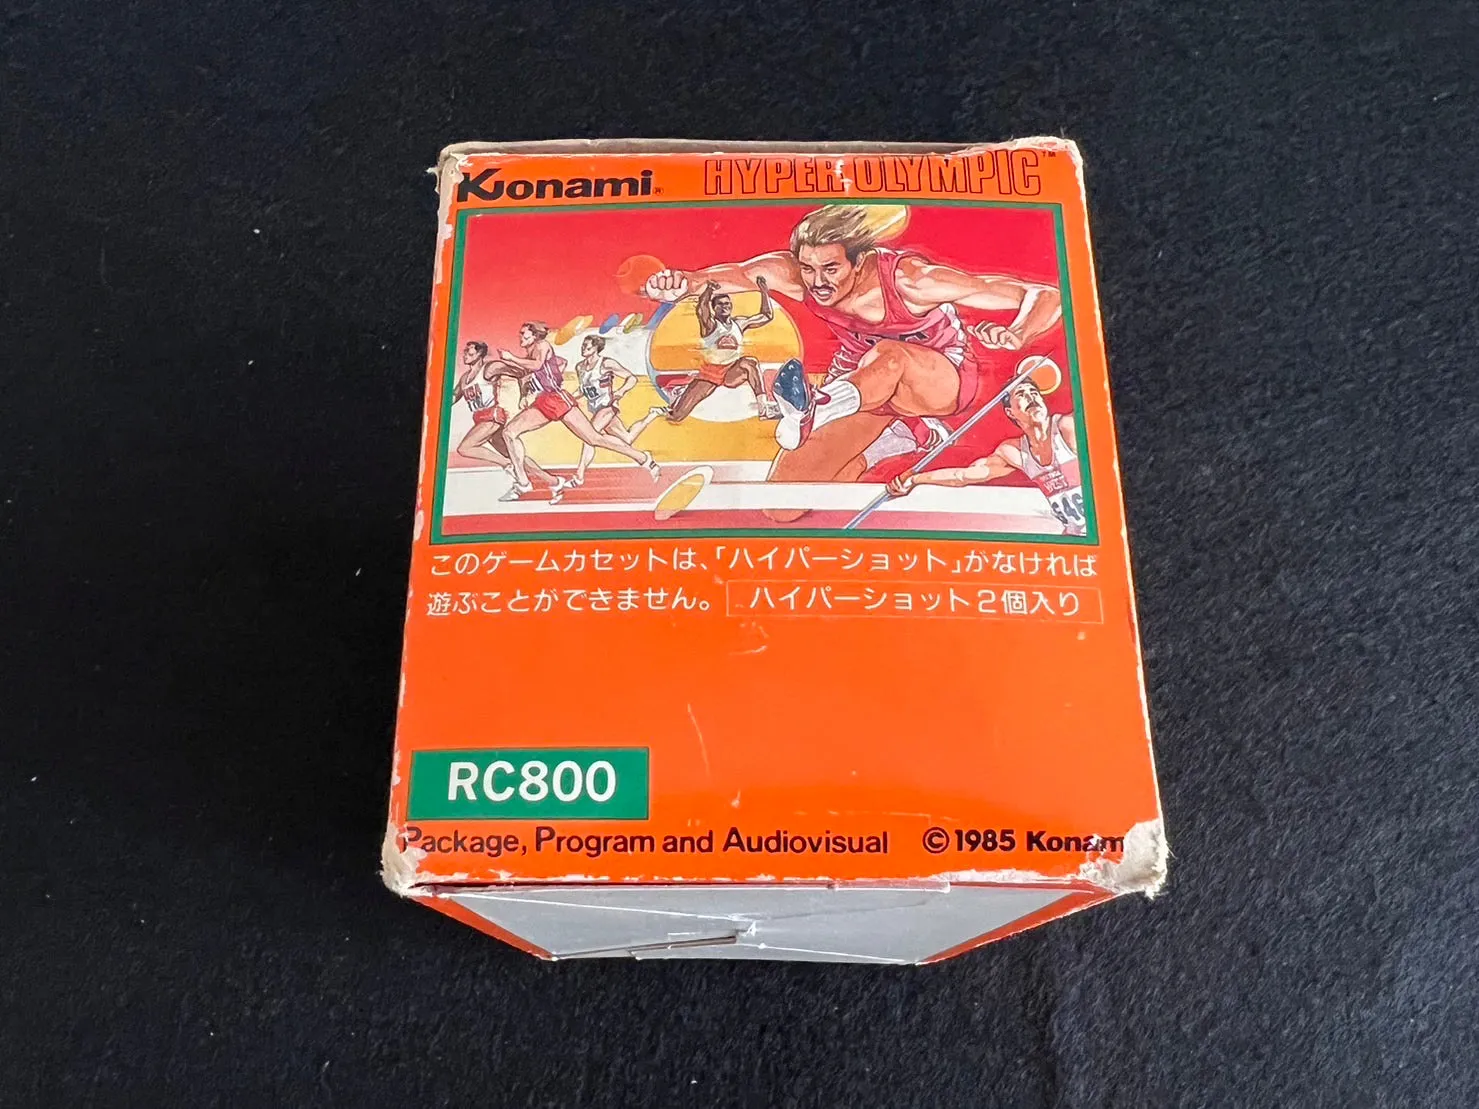 Konami® HYPER OLYMPIC™
このゲームカセットは、「ハイパーショット」がなければ
遊ぶことができません。 ハイパーショット2個入り
RC800
Package, Program and Audiovisual ©1985 Konami